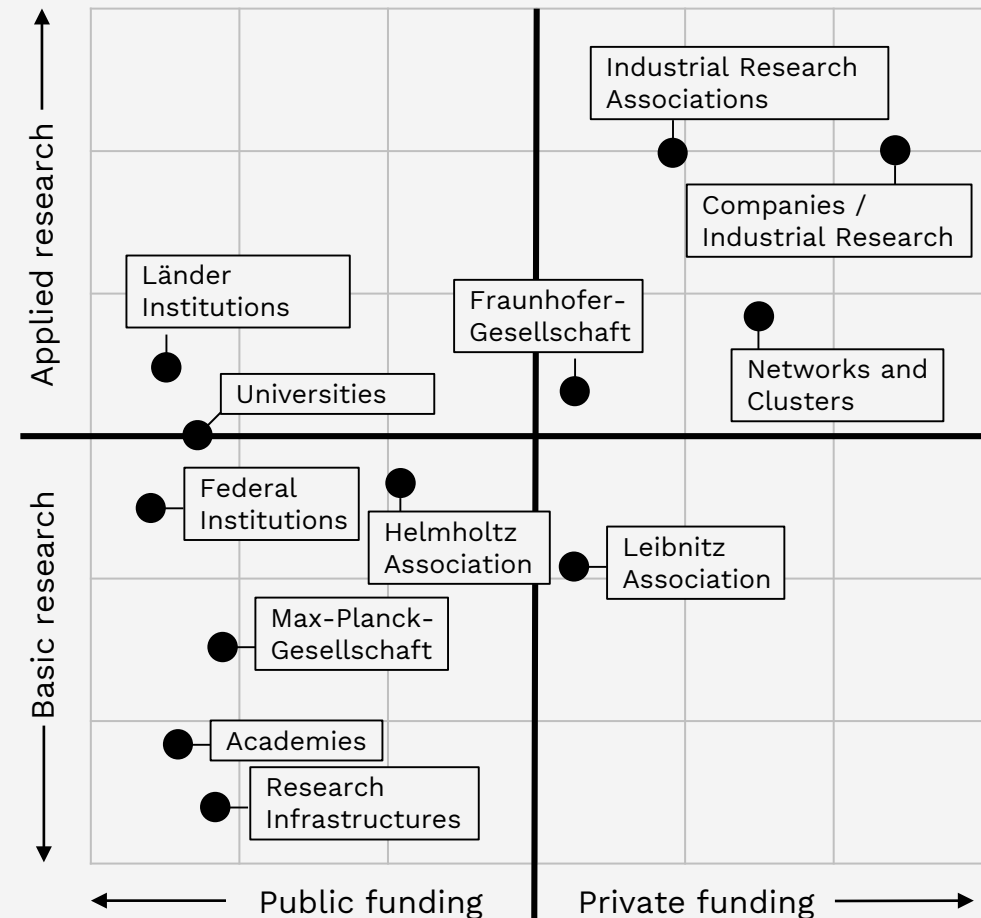 Applied research
Basic research
Industrial Research
Associations
Companies /
Industrial Research
Länder
Institutions
Fraunhofer-
Gesellschaft
Networks and
Clusters
Universities
Federal
Institutions
Helmholtz
Association
Leibnitz
Association
Max-Planck-
Gesellschaft
Academies
Research
Infrastructures
Public funding
Private funding